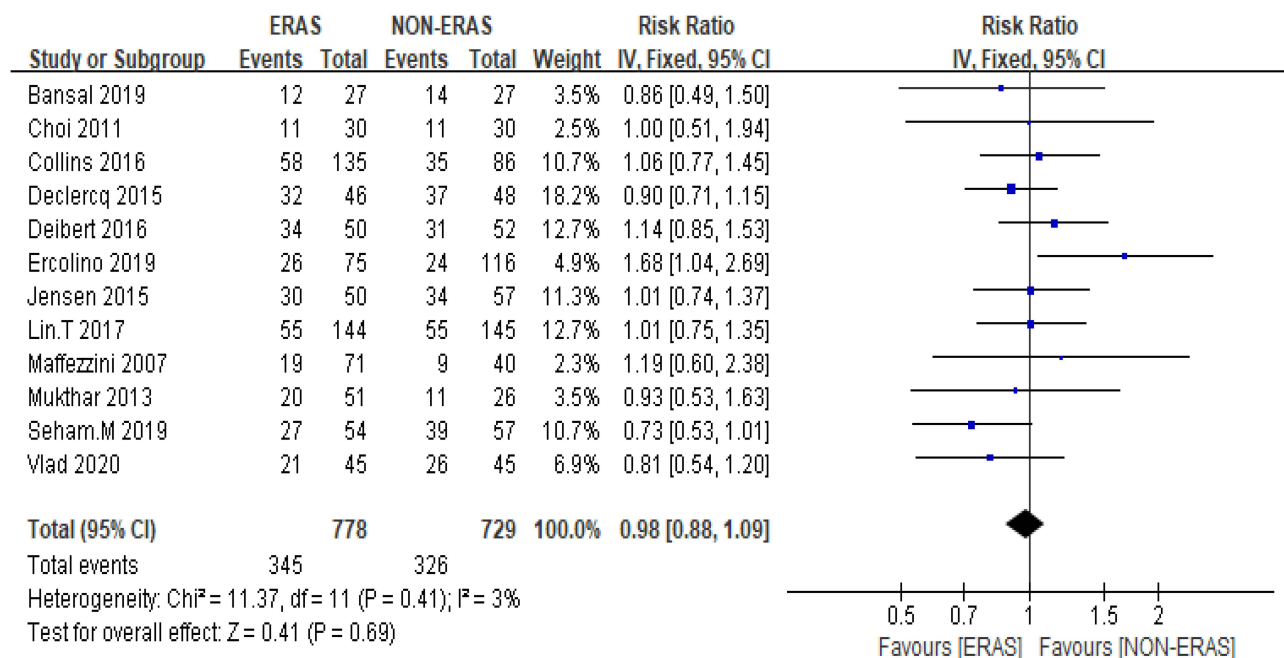 ERAS NON-ERAS Risk Ratio Risk Ratio
Study or Subgroup Events Total Events Total Weight IV, Fixed, 95% CI IV, Fixed, 95% CI
Bansal 2019 12 27 14 27 3.5% 0.86 [0.49, 1.50]
Choi 2011 11 30 11 30 2.5% 1.00 [0.51, 1.94]
Collins 2016 58 135 35 86 10.7% 1.06 [0.77, 1.45]
Declercq 2015 32 46 37 48 18.2% 0.90 [0.71, 1.15]
Deibert 2016 34 50 31 52 12.7% 1.14 [0.85, 1.53]
Ercolino 2019 26 75 24 116 4.9% 1.68 [1.04, 2.69]
Jensen 2015 30 50 34 57 11.3% 1.01 [0.74, 1.37]
Lin.T 2017 55 144 55 145 12.7% 1.01 [0.75, 1.35]
Maffezzini 2007 19 71 9 40 2.3% 1.19 [0.60, 2.38]
Mukthar 2013 20 51 11 26 3.5% 0.93 [0.53, 1.63]
Seham.M 2019 27 54 39 57 10.7% 0.73 [0.53, 1.01]
Vlad 2020 21 45 26 45 6.9% 0.81 [0.54, 1.20]
Total (95% CI) 778 729 100.0% 0.98 [0.88, 1.09]
Total events 345 326
Heterogeneity: Chi² = 11.37, df = 11 (P = 0.41); I² = 3%
Test for overall effect: Z = 0.41 (P = 0.69)
0.5 0.7 1 1.5 2
Favours [ERAS] Favours [NON-ERAS]